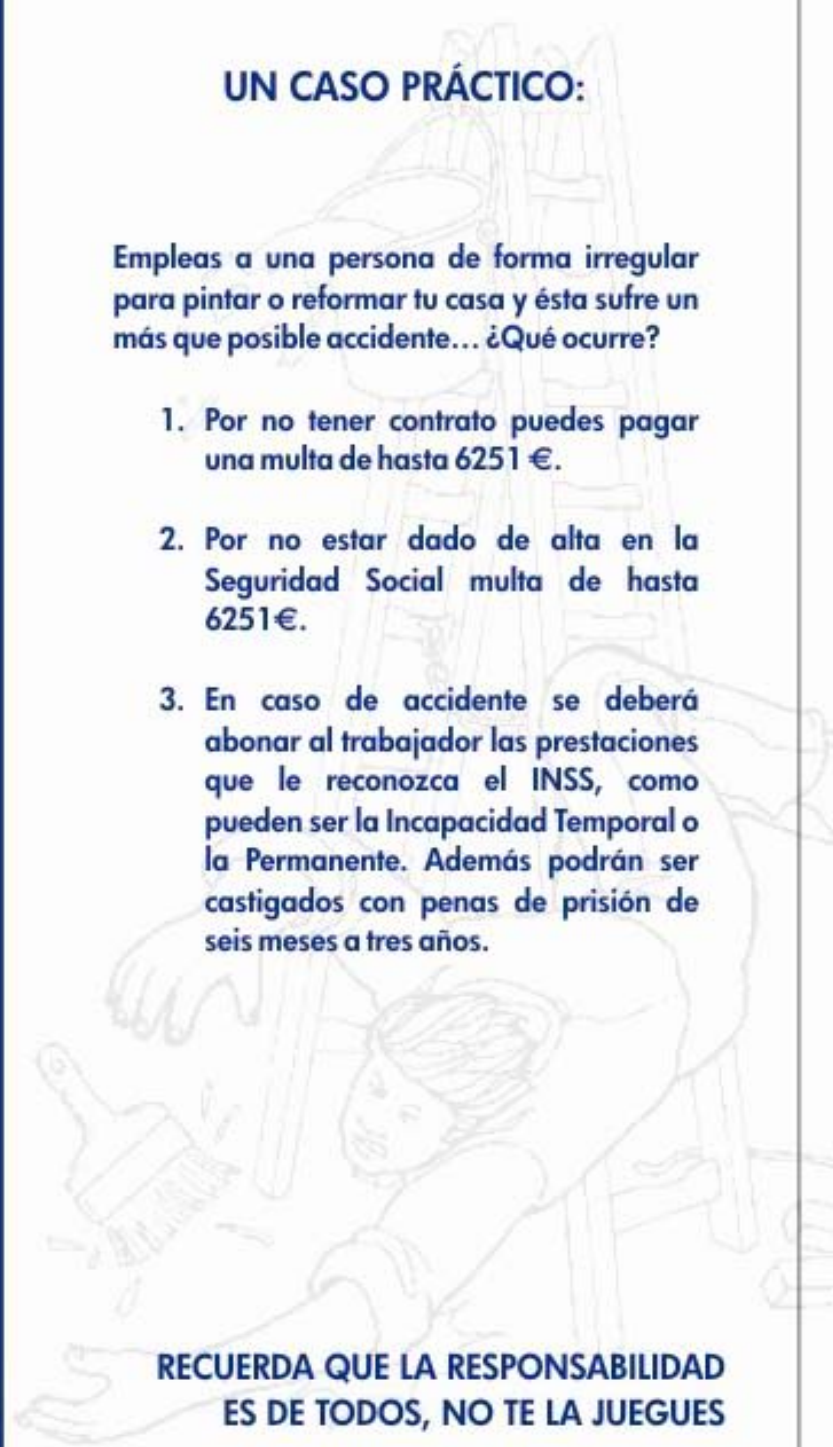 UN CASO PRÁCTICO:
Empleas a una persona de forma irregular
para pintar o reformar tu casa y ésta sufre un
más que posible accidente... ¿Qué ocurre?
1. Por no tener contrato puedes pagar
una multa de hasta 6251 €.
2. Por no estar dado de alta en la
Seguridad Social multa de hasta
6251€.
3. En caso de accidente se deberá
abonar al trabajador las prestaciones
que le reconozca el INSS, como
pueden ser la Incapacidad Temporal o
la Permanente. Además podrán ser
castigados con penas de prisión de
seis meses a tres años.
RECUERDA QUE LA RESPONSABILIDAD
ES DE TODOS, NO TE LA JUEGUES